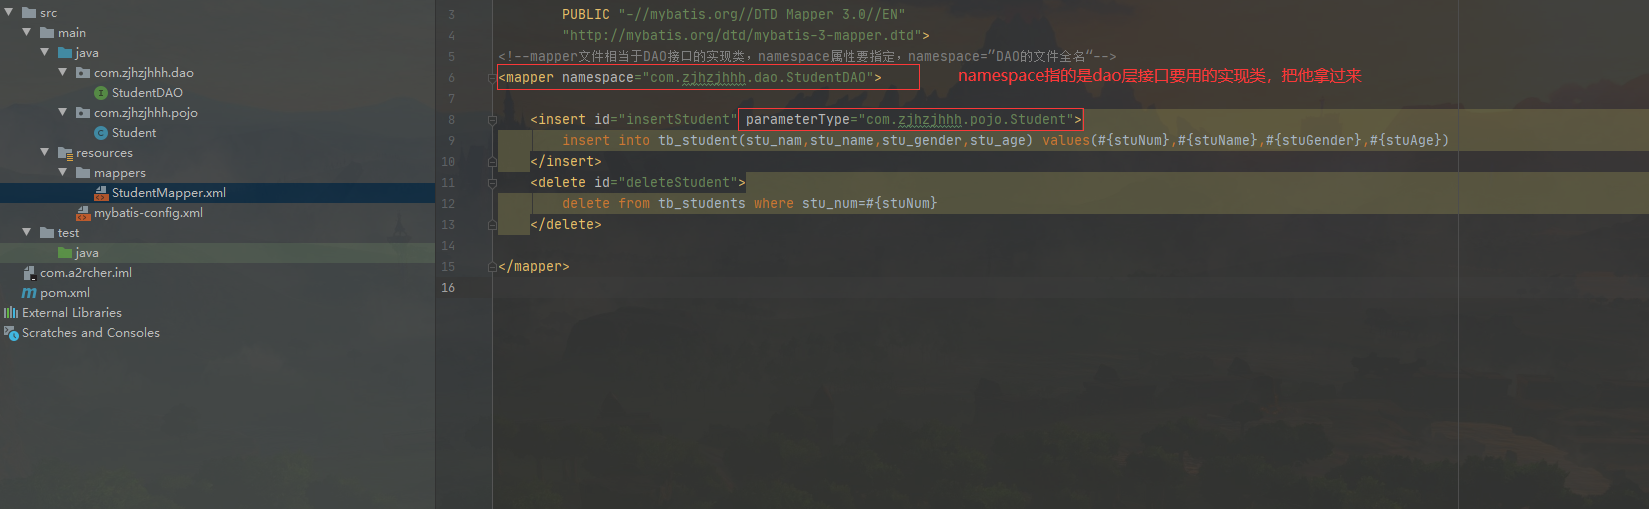 src
main
java
com.zjhzjhhh.dao
StudentDAO
com.zjhzjhhh.pojo
Student
resources
mappers
StudentMapper.xml
mybatis-config.xml
test
java
com.a2rcher.iml
pom.xml
External Libraries
Scratches and Consoles
3 PUBLIC "-//mybatis.org//DTD Mapper 3.0//EN"
4 "http://mybatis.org/dtd/mybatis-3-mapper.dtd">
5 <!--mapper文件相当于DAO接口的实现类，namespace属性要指定，namespace=”DAO的文件全名“-->
6 <mapper namespace="com.zjhzjhhh.dao.StudentDAO"> namespace指的是dao层接口要用的实现类，把他拿过来
7
8 <insert id="insertStudent" parameterType="com.zjhzjhhh.pojo.Student">
9 insert into tb_student(stu_nam,stu_name,stu_gender,stu_age) values(#{stuNum},#{stuName},#{stuGender},#{stuAge})
10 </insert>
11 <delete id="deleteStudent">
12 delete from tb_students where stu_num=#{stuNum}
13 </delete>
14
15 </mapper>
16